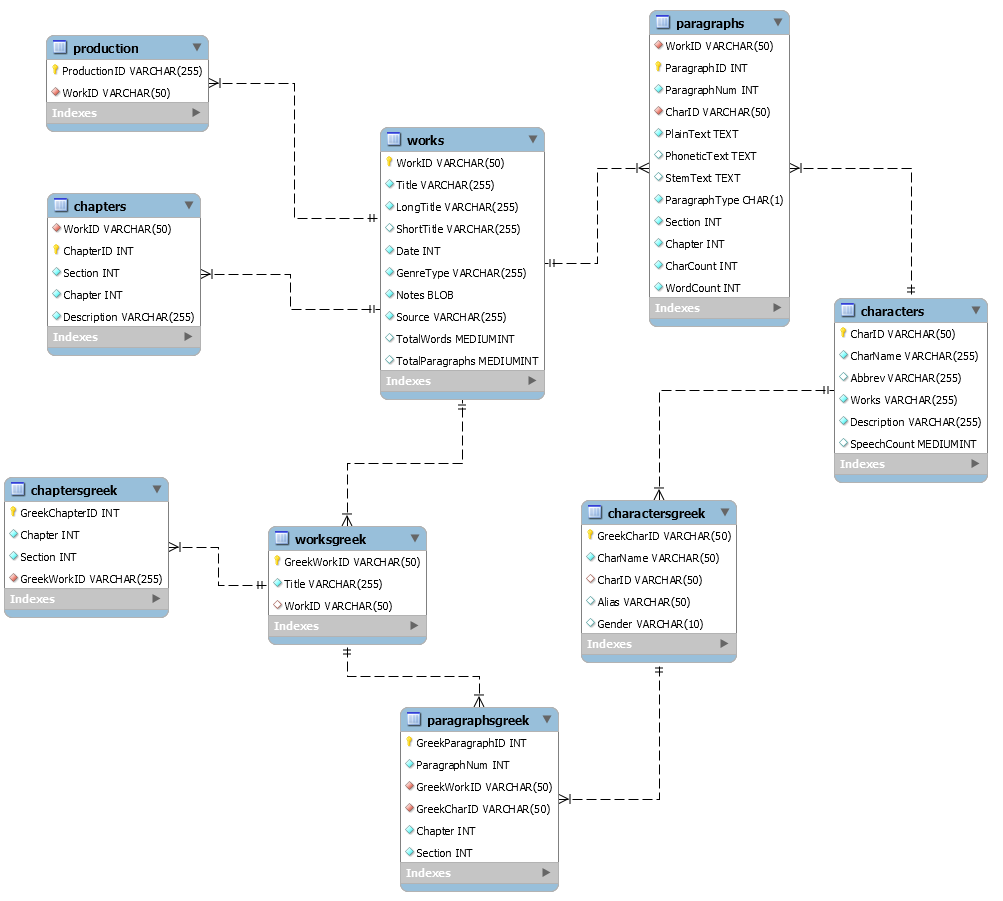 production
ProductionID VARCHAR(255)
WorkID VARCHAR(50)
Indexes
chapters
WorkID VARCHAR(50)
ChapterID INT
Section INT
Chapter INT
Description VARCHAR(255)
Indexes
works
WorkID VARCHAR(50)
Title VARCHAR(255)
LongTitle VARCHAR(255)
ShortTitle VARCHAR(255)
Date INT
GenreType VARCHAR(255)
Notes BLOB
Source VARCHAR(255)
TotalWords MEDIUMINT
TotalParagraphs MEDIUMINT
Indexes
paragraphs
WorkID VARCHAR(50)
ParagraphID INT
ParagraphNum INT
CharID VARCHAR(50)
PlainText TEXT
PhoneticText TEXT
StemText TEXT
ParagraphType CHAR(1)
Section INT
Chapter INT
CharCount INT
WordCount INT
Indexes
characters
CharID VARCHAR(50)
CharName VARCHAR(255)
Abbrev VARCHAR(255)
Works VARCHAR(255)
Description VARCHAR(255)
SpeechCount MEDIUMINT
Indexes
chaptersgreek
GreekChapterID INT
Chapter INT
Section INT
GreekWorkID VARCHAR(255)
Indexes
worksgreek
GreekWorkID VARCHAR(50)
Title VARCHAR(255)
WorkID VARCHAR(50)
Indexes
charactersgreek
GreekCharID VARCHAR(50)
CharName VARCHAR(50)
CharID VARCHAR(50)
Alias VARCHAR(50)
Gender VARCHAR(10)
Indexes
paragraphsgreek
GreekParagraphID INT
ParagraphNum INT
GreekWorkID VARCHAR(50)
GreekCharID VARCHAR(50)
Chapter INT
Section INT
Indexes